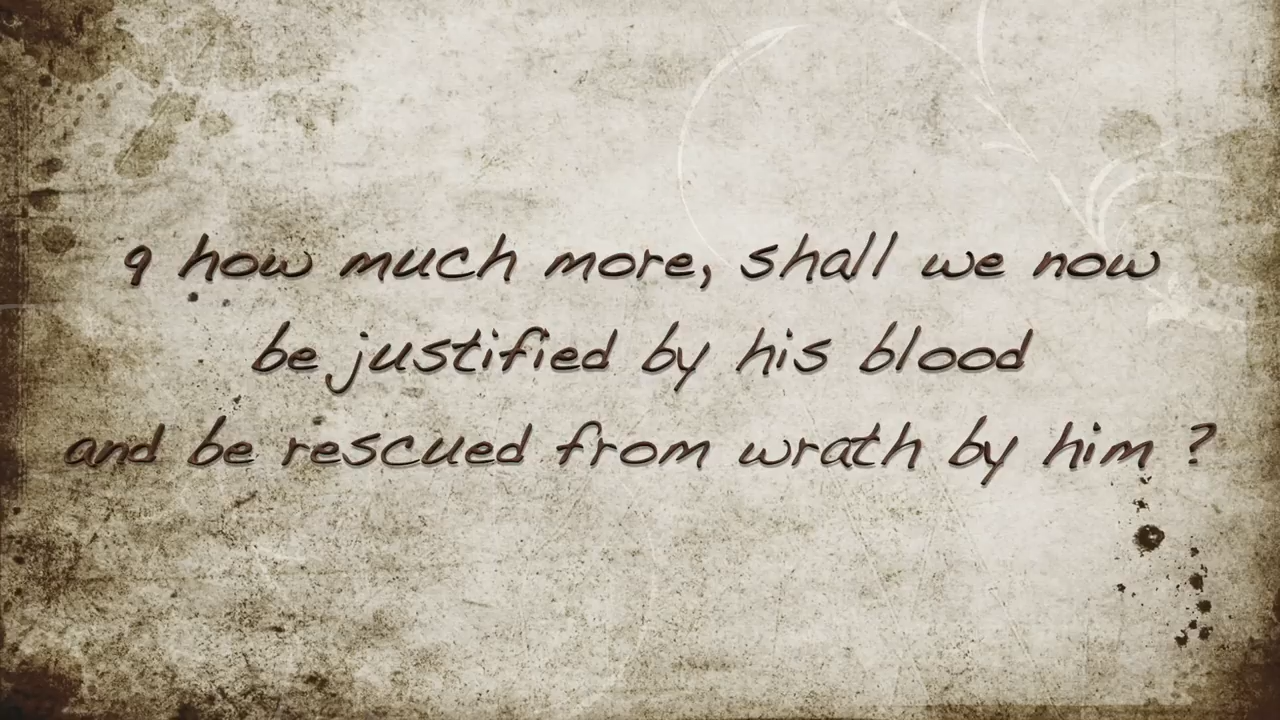 9 how much more, shall we now
be justified by his blood
and be rescued from wrath by him ?